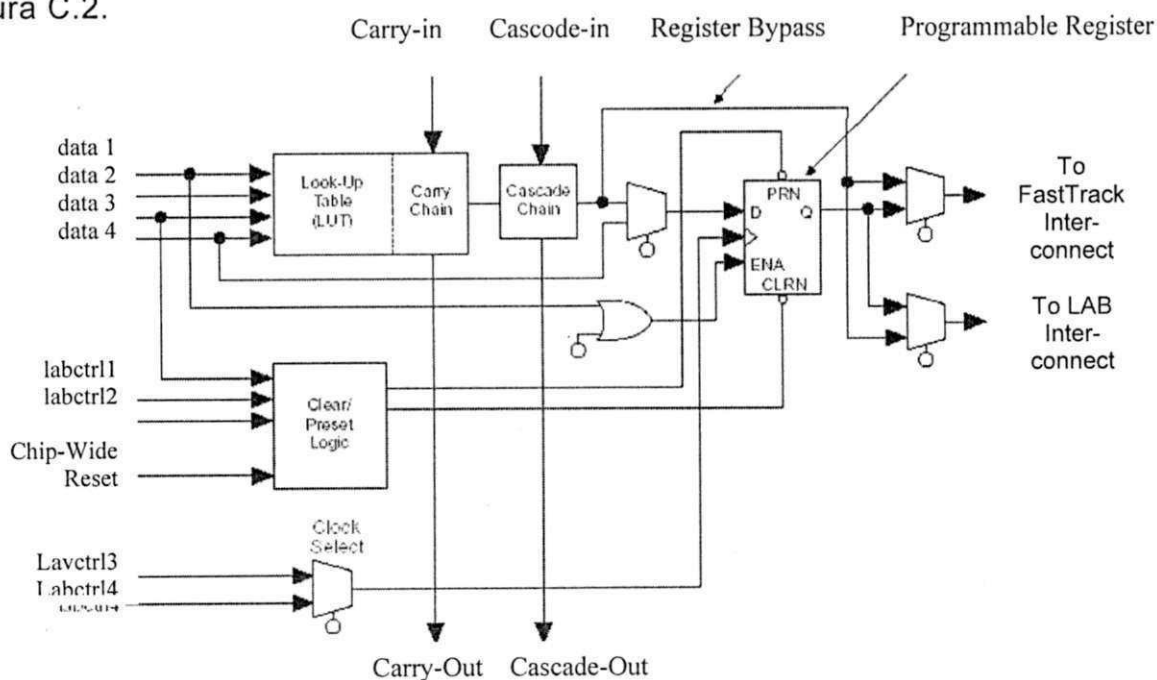 ura C.2.
Carry-in Cascode-in Register Bypass Programmable Register
data 1
data 2
data 3
data 4
Look-Up
Table
(LUT)
Carry
Chain
Cascade
Chain
PRN
D Q
ENA
CLRN
To
FastTrack
Inter-
connect
To LAB
Inter-
connect
labctrl1
labctrl2
Chip-Wide
Reset
Clear/
Preset
Logic
Clock
Select
Lavctrl3
Labctrl4
Carry-Out Cascade-Out